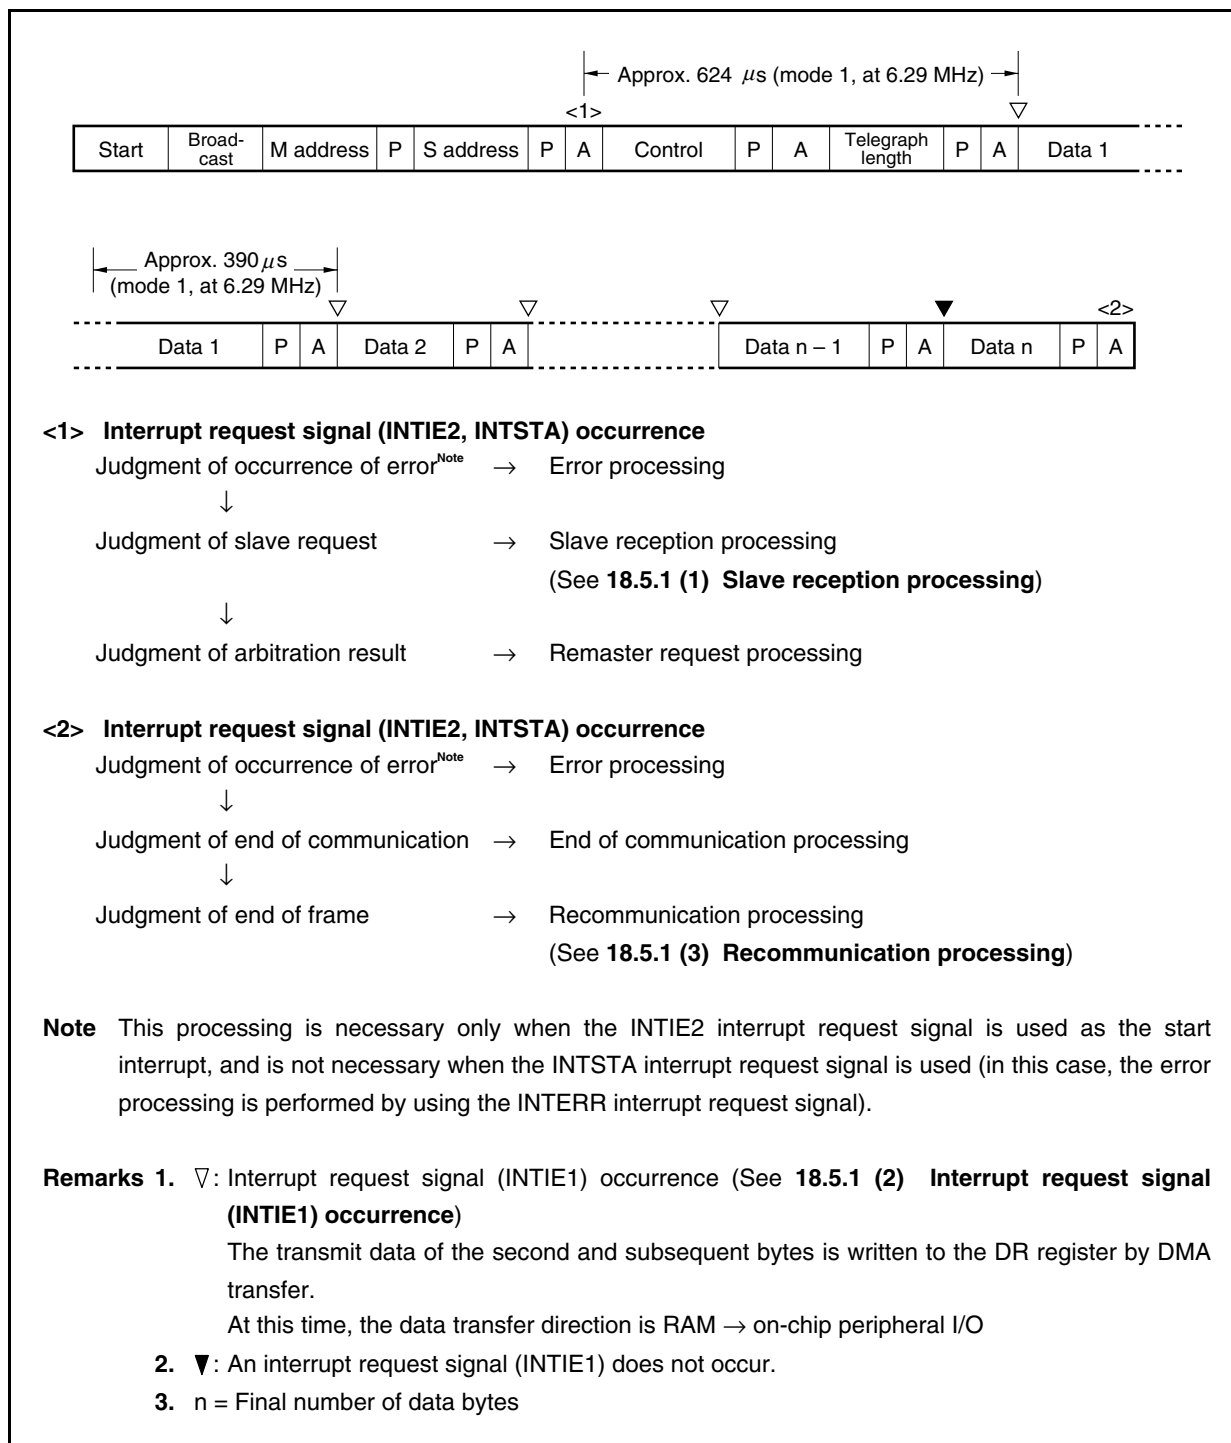 Approx. 624 μs (mode 1, at 6.29 MHz)
<1> ▽
Start Broad-cast M address P S address P A Control P A Telegraph length P A Data 1
Approx. 390 μs
(mode 1, at 6.29 MHz)
▽ ▽ ▽ ▼ <2>
Data 1 P A Data 2 P A Data n – 1 P A Data n P A
<1> Interrupt request signal (INTIE2, INTSTA) occurrence
Judgment of occurrence of errorNote → Error processing
↓
Judgment of slave request → Slave reception processing
(See 18.5.1 (1) Slave reception processing)
↓
Judgment of arbitration result → Remaster request processing
<2> Interrupt request signal (INTIE2, INTSTA) occurrence
Judgment of occurrence of errorNote → Error processing
↓
Judgment of end of communication → End of communication processing
↓
Judgment of end of frame → Recommunication processing
(See 18.5.1 (3) Recommunication processing)
Note This processing is necessary only when the INTIE2 interrupt request signal is used as the start
interrupt, and is not necessary when the INTSTA interrupt request signal is used (in this case, the error
processing is performed by using the INTERR interrupt request signal).
Remarks 1. ▽: Interrupt request signal (INTIE1) occurrence (See 18.5.1 (2) Interrupt request signal
(INTIE1) occurrence)
The transmit data of the second and subsequent bytes is written to the DR register by DMA
transfer.
At this time, the data transfer direction is RAM → on-chip peripheral I/O
2. ▼: An interrupt request signal (INTIE1) does not occur.
3. n = Final number of data bytes